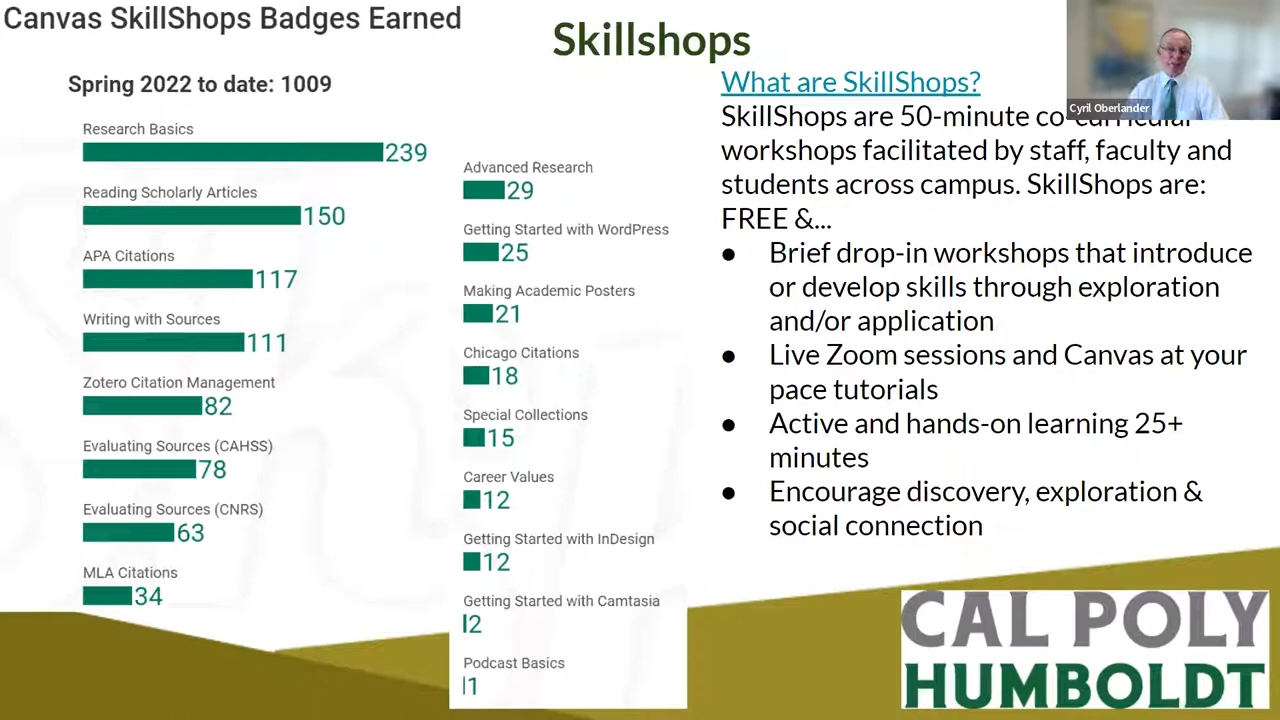 Canvas SkillShops Badges Earned
Skillshops
Cyril Oberlander
Spring 2022 to date: 1009
Research Basics
239
Reading Scholarly Articles
150
APA Citations
117
Writing with Sources
111
Zotero Citation Management
82
Evaluating Sources (CAHSS)
78
Evaluating Sources (CNRS)
63
MLA Citations
34
Advanced Research
29
Getting Started with WordPress
25
Making Academic Posters
21
Chicago Citations
18
Special Collections
15
Career Values
12
Getting Started with InDesign
12
Getting Started with Camtasia
2
Podcast Basics
1
What are SkillShops?
SkillShops are 50-minute co-curricular
workshops facilitated by staff, faculty and
students across campus. SkillShops are:
FREE &...
● Brief drop-in workshops that introduce
or develop skills through exploration
and/or application
● Live Zoom sessions and Canvas at your
pace tutorials
● Active and hands-on learning 25+
minutes
● Encourage discovery, exploration &
social connection
CAL POLY
HUMBOLDT